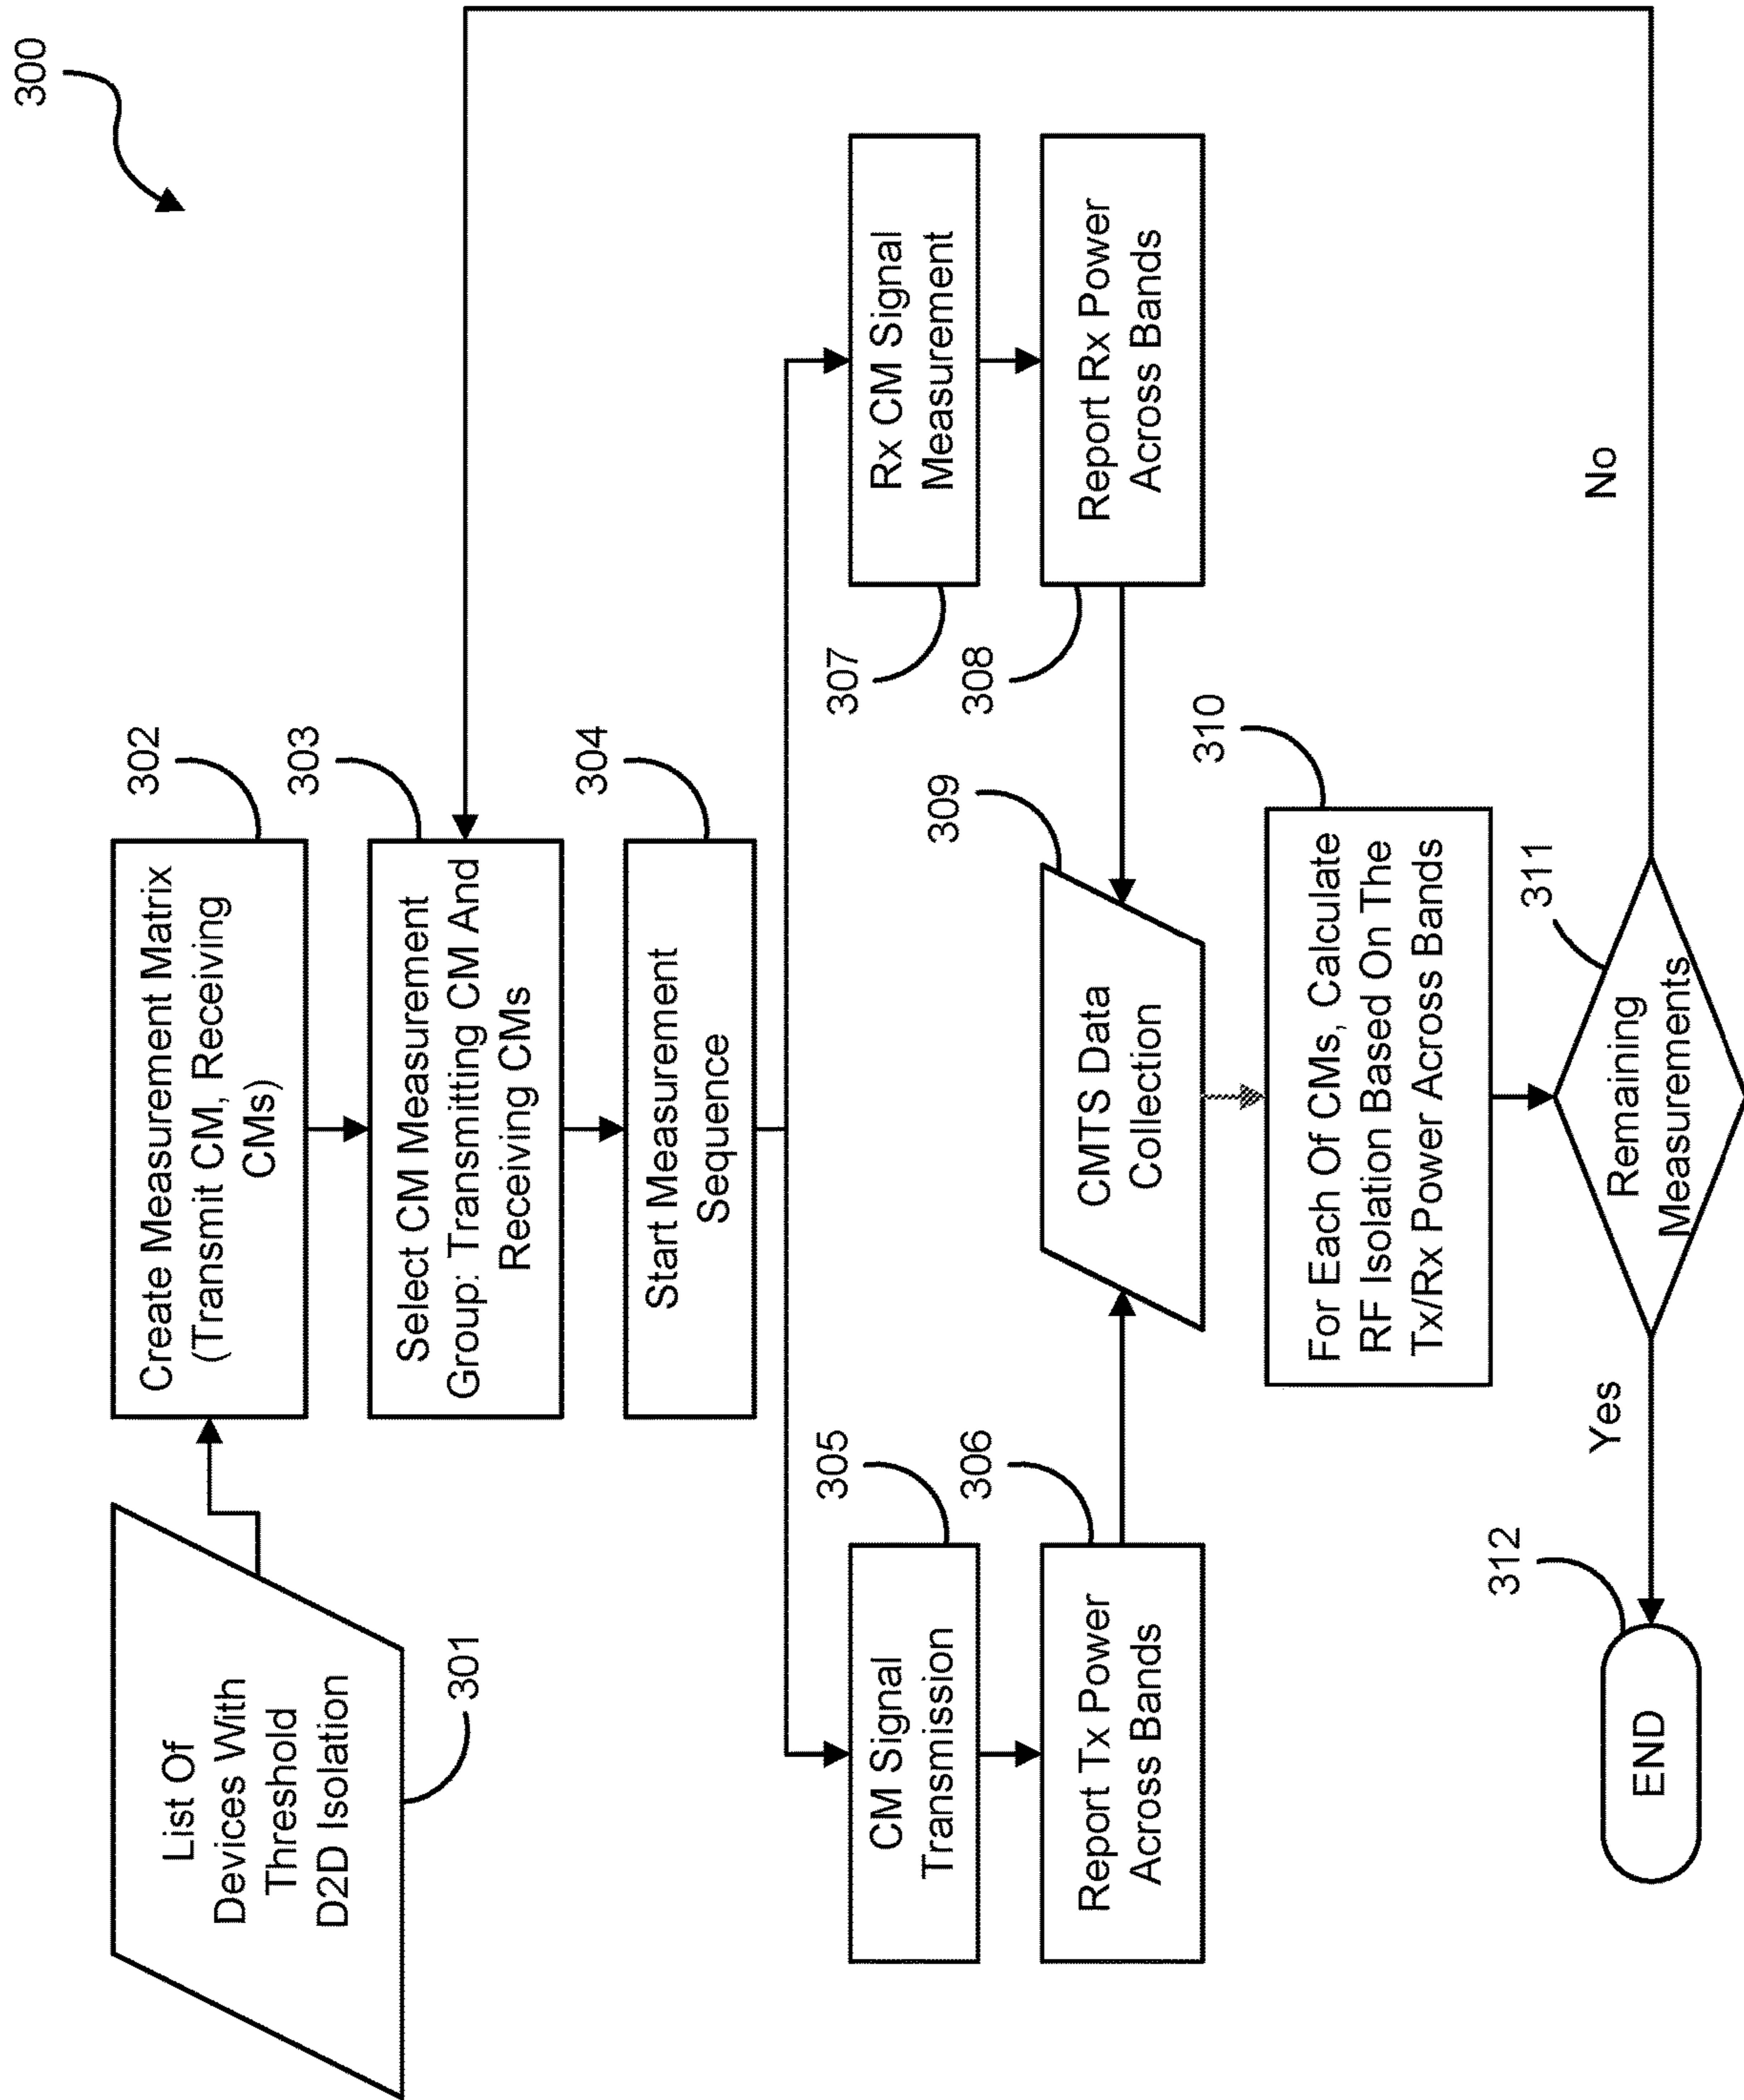 300
List Of
Devices With
Threshold
D2D Isolation
301
Create Measurement Matrix
(Transmit CM, Receiving
CMs)
302
Select CM Measurement
Group: Transmitting CM And
Receiving CMs
303
Start Measurement
Sequence
304
CM Signal
Transmission
305
Rx CM Signal
Measurement
307
Report Tx Power
Across Bands
306
Report Rx Power
Across Bands
308
CMTS Data
Collection
309
For Each Of CMs, Calculate
RF Isolation Based On The
Tx/Rx Power Across Bands
310
Remaining
Measurements
311
Yes
No
END
312